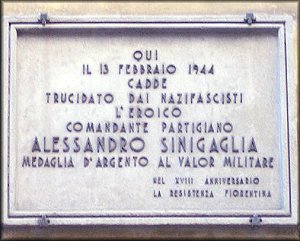 QUI
IL 13 FEBBRAIO 1944
CADDE
TRUCIDATO DAI NAZIFASCISTI
L'EROICO
COMANDANTE PARTIGIANO
ALESSANDRO SINIGAGLIA
MEDAGLIA D'ARGENTO AL VALOR MILITARE
NEL XVIII ANNIVERSARIO
LA RESISTENZA FIORENTINA